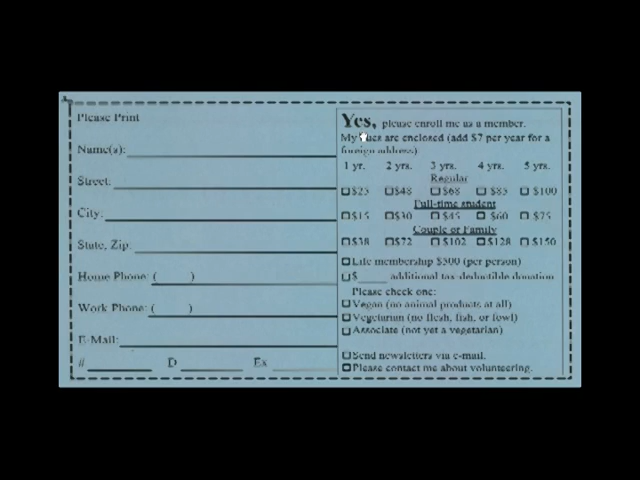 Please Print
Name(s):
Street:
City:
State, Zip:
Home Phone: ( )
Work Phone: ( )
E-Mail:
# D Ex
Yes, please enroll me as a member.
My dues are enclosed (add $7 per year for a
foreign address)
1 yr. 2 yrs. 3 yrs. 4 yrs. 5 yrs.
Regular
$25 $48 $68 $85 $100
Full-time student
$15 $30 $45 $60 $75
Couple or Family
$38 $72 $102 $128 $150
Life membership $500 (per person)
$ additional tax-deductible donation
Please check one:
Vegan (no animal products at all)
Vegetarian (no flesh, fish, or fowl)
Associate (not yet a vegetarian)
Send newsletters via e-mail.
Please contact me about volunteering.